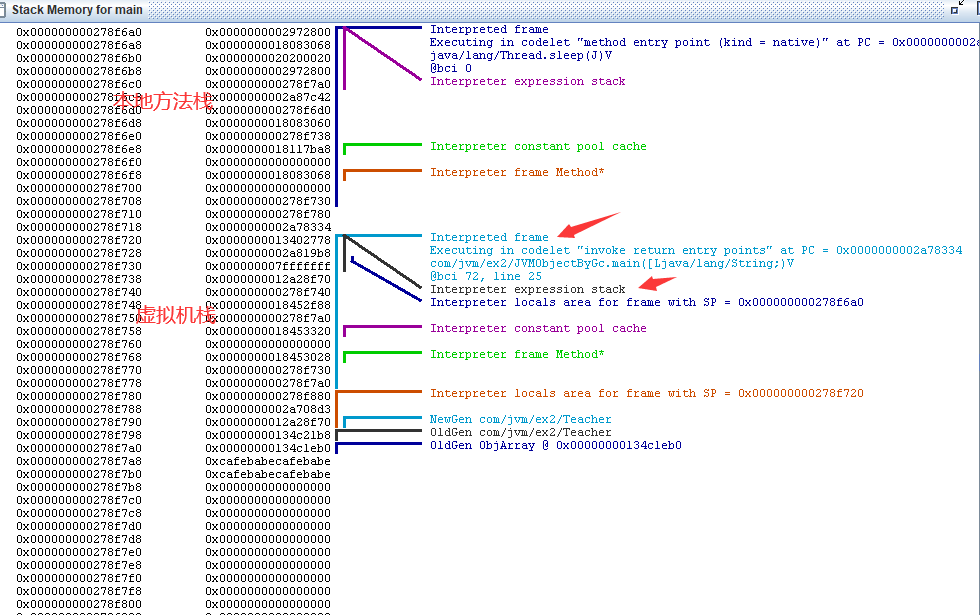 Stack Memory for main
0x000000000278f6a0 0x0000000002972800 Interpreted frame
0x000000000278f6a8 0x0000000018083068 Executing in codelet "method entry point (kind = native)" at PC = 0x0000000002a
0x000000000278f6b0 0x0000000020200020 java/lang/Thread.sleep(J)V
0x000000000278f6b8 0x0000000002972800 @bci 0
0x000000000278f6c0 0x000000000278f7a0 Interpreter expression stack
0x000000000278f6c8 0x0000000002a87c42
本地方法栈
0x000000000278f6d0 0x000000000278f6d0
0x000000000278f6d8 0x0000000018083060
0x000000000278f6e0 0x000000000278f738
0x000000000278f6e8 0x0000000018117ba8 Interpreter constant pool cache
0x000000000278f6f0 0x0000000000000000
0x000000000278f6f8 0x0000000018083068 Interpreter frame Method*
0x000000000278f700 0x0000000000000000
0x000000000278f708 0x000000000278f730
0x000000000278f710 0x000000000278f780
0x000000000278f718 0x0000000002a78334
0x000000000278f720 0x0000000013402778 Interpreted frame
0x000000000278f728 0x0000000002a819b8 Executing in codelet "invoke return entry points" at PC = 0x0000000002a78334
0x000000000278f730 0x000000007fffffff com/jvm/ex2/JVMObjectByGc.main([Ljava/lang/String;)V
0x000000000278f738 0x0000000012a28f70 @bci 72, line 25
0x000000000278f740 0x000000000278f740 Interpreter expression stack
0x000000000278f748 0x0000000018452f88 Interpreter locals area for frame with SP = 0x000000000278f6a0
虚拟机栈
0x000000000278f750 0x000000000278f7a0
0x000000000278f758 0x0000000018453320 Interpreter constant pool cache
0x000000000278f760 0x0000000000000000
0x000000000278f768 0x0000000018453028 Interpreter frame Method*
0x000000000278f770 0x000000000278f730
0x000000000278f778 0x000000000278f7a0
0x000000000278f780 0x000000000278f880 Interpreter locals area for frame with SP = 0x000000000278f720
0x000000000278f788 0x0000000002a708d3
0x000000000278f790 0x0000000012a28f70 NewGen com/jvm/ex2/Teacher
0x000000000278f798 0x00000000134c21b8 OldGen com/jvm/ex2/Teacher
0x000000000278f7a0 0x00000000134c1eb0 OldGen ObjArray @ 0x00000000134c1eb0
0x000000000278f7a8 0xcafebabecafebabe
0x000000000278f7b0 0xcafebabecafebabe
0x000000000278f7b8 0x0000000000000000
0x000000000278f7c0 0x0000000000000000
0x000000000278f7c8 0x0000000000000000
0x000000000278f7d0 0x0000000000000000
0x000000000278f7d8 0x0000000000000000
0x000000000278f7e0 0x0000000000000000
0x000000000278f7e8 0x0000000000000000
0x000000000278f7f0 0x0000000000000000
0x000000000278f7f8 0x0000000000000000
0x000000000278f800 0x0000000000000000